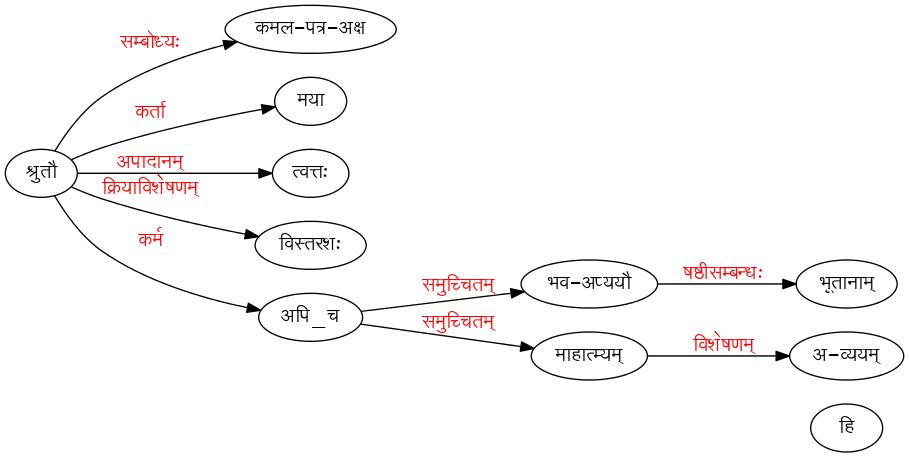 कमल-पत्र-अक्ष
सम्बोध्यः
मया
कर्ता
श्रुतौ
अपादानम्
त्वत्तः
क्रियाविशेषणम्
विस्तरशः
कर्म
अपि_च
समुच्चितम्
भव-अप्ययौ
षष्ठीसम्बन्धः
भूतानाम्
समुच्चितम्
माहात्म्यम्
विशेषणम्
अ-व्ययम्
हि